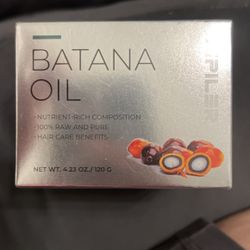 BATANA
OIL
•NUTRIENT-RICH COMPOSITION
•100% RAW AND PURE
•HAIR CARE BENEFITS
NET WT. 4.23 OZ./120 G